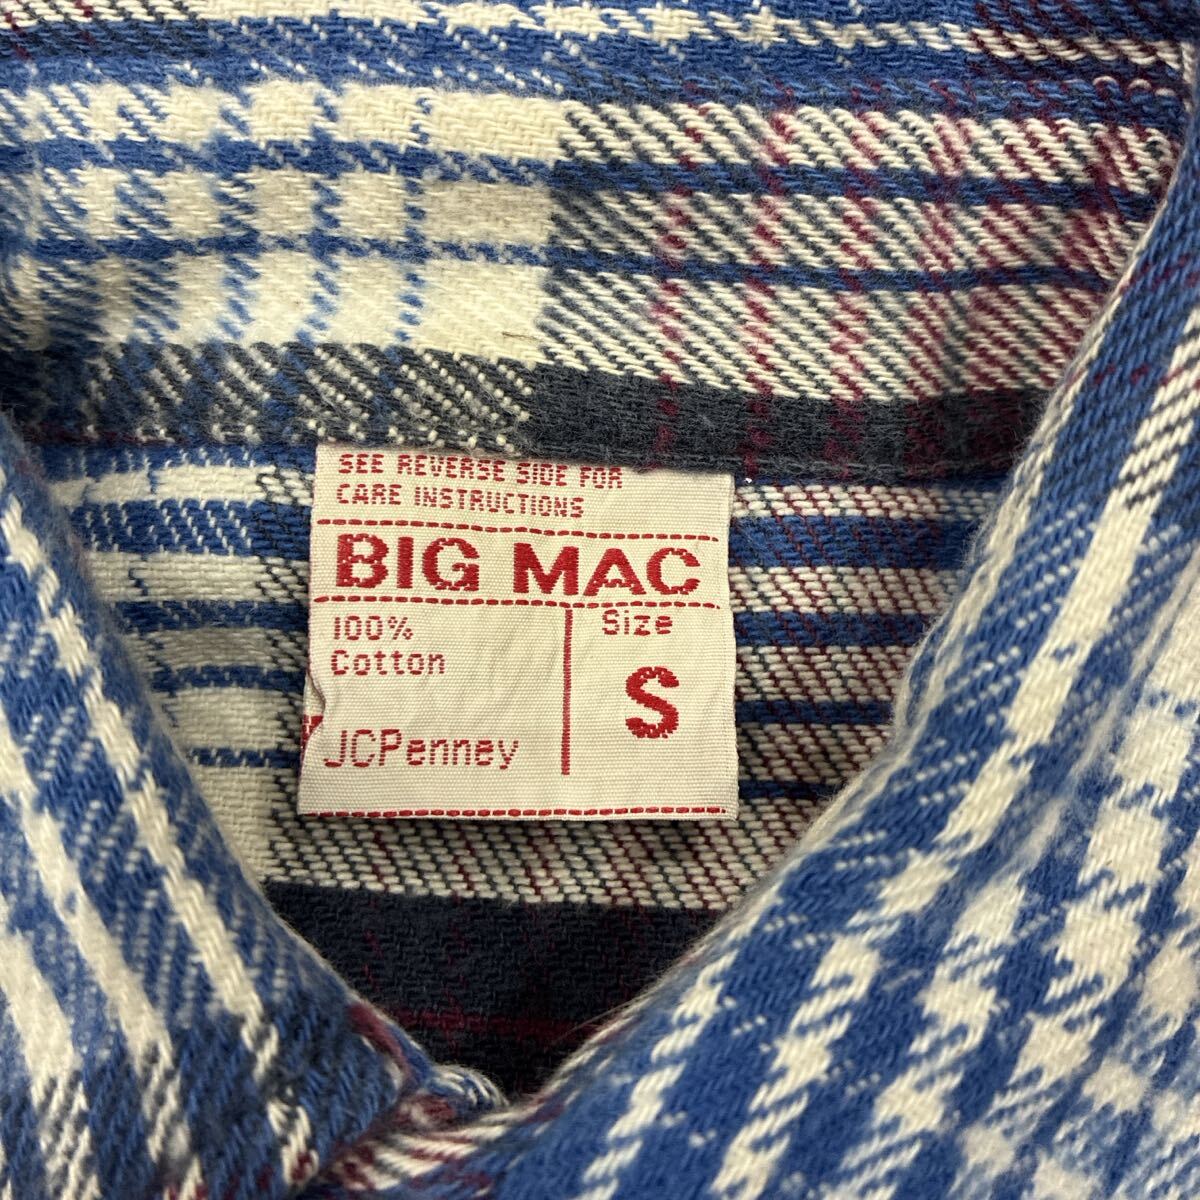 SEE REVERSE SIDE FOR
CARE INSTRUCTIONS
BIG MAC
100%
Cotton
Size
S
JCPenney